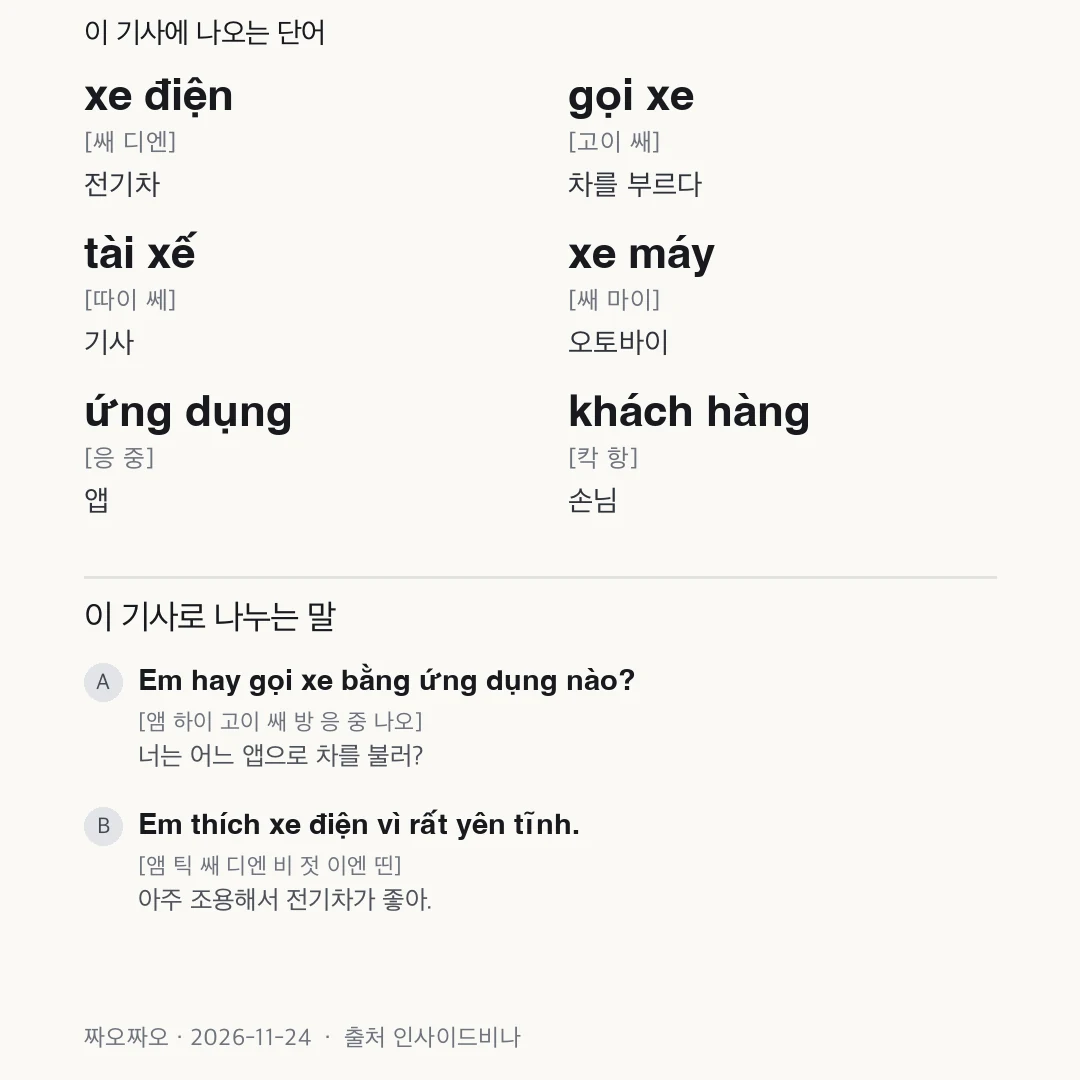 이 기사에 나오는 단어
xe điện
[쌔 디엔]
전기차
gọi xe
[고이 쌔]
차를 부르다
tài xế
[따이 쎄]
기사
xe máy
[쌔 마이]
오토바이
ứng dụng
[응 중]
앱
khách hàng
[칵 항]
손님
이 기사로 나누는 말
A
Em hay gọi xe bằng ứng dụng nào?
[앰 하이 고이 쌔 방 응 중 나오]
너는 어느 앱으로 차를 불러?
B
Em thích xe điện vì rất yên tĩnh.
[앰 틱 쌔 디엔 비 젓 이엔 띤]
아주 조용해서 전기차가 좋아.
짜오짜오 · 2026-11-24 · 출처 인사이드비나